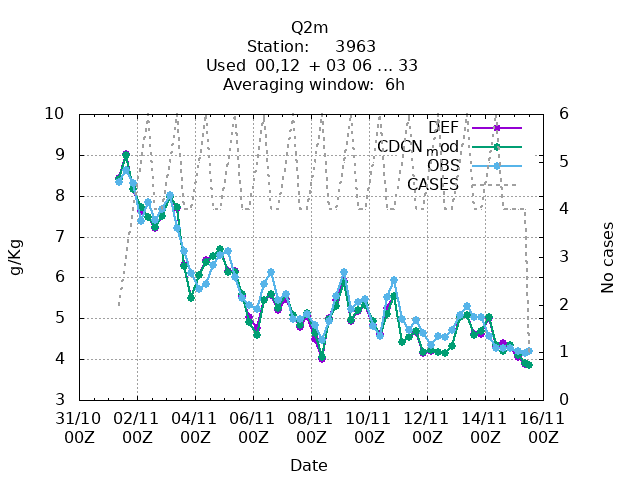 Q2m
Station: 3963
Used 00,12 + 03 06 ... 33
Averaging window: 6h
10
9
8
7
6
5
4
3
6
5
4
3
2
1
0
DEF
CDCN_mod
OBS
CASES
g/Kg
No cases
31/10 02/11 04/11 06/11 08/11 10/11 12/11 14/11 16/11
00Z 00Z 00Z 00Z 00Z 00Z 00Z 00Z 00Z
Date